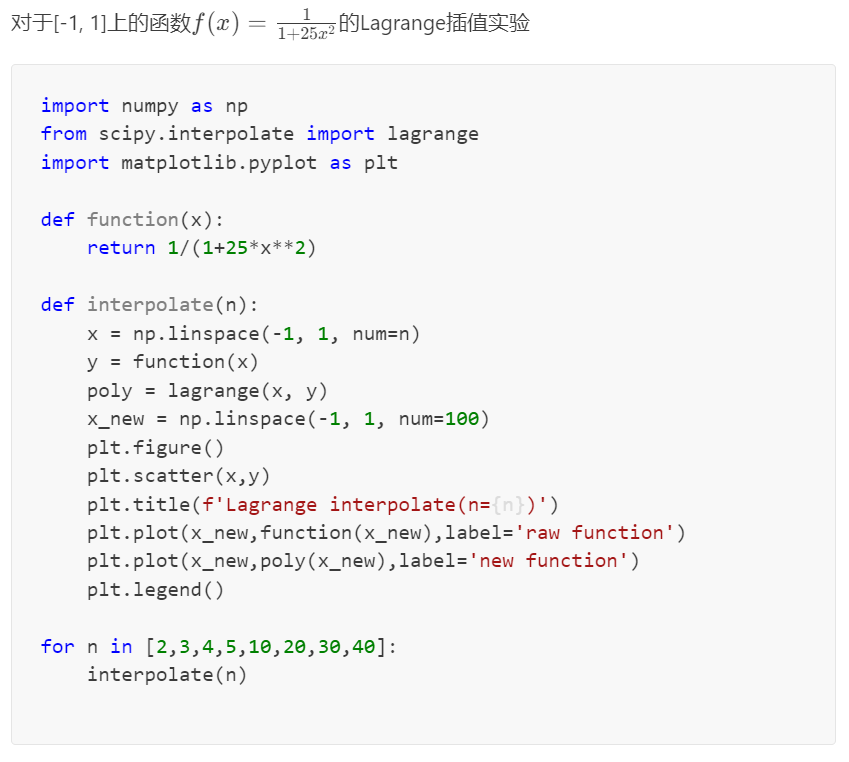 对于[-1, 1]上的函数f(x) = \frac{1}{1+25x^2}的Lagrange插值实验
import numpy as np
from scipy.interpolate import lagrange
import matplotlib.pyplot as plt

def function(x):
    return 1/(1+25*x**2)

def interpolate(n):
    x = np.linspace(-1, 1, num=n)
    y = function(x)
    poly = lagrange(x, y)
    x_new = np.linspace(-1, 1, num=100)
    plt.figure()
    plt.scatter(x,y)
    plt.title(f'Lagrange interpolate(n={n})')
    plt.plot(x_new,function(x_new),label='raw function')
    plt.plot(x_new,poly(x_new),label='new function')
    plt.legend()

for n in [2,3,4,5,10,20,30,40]:
    interpolate(n)